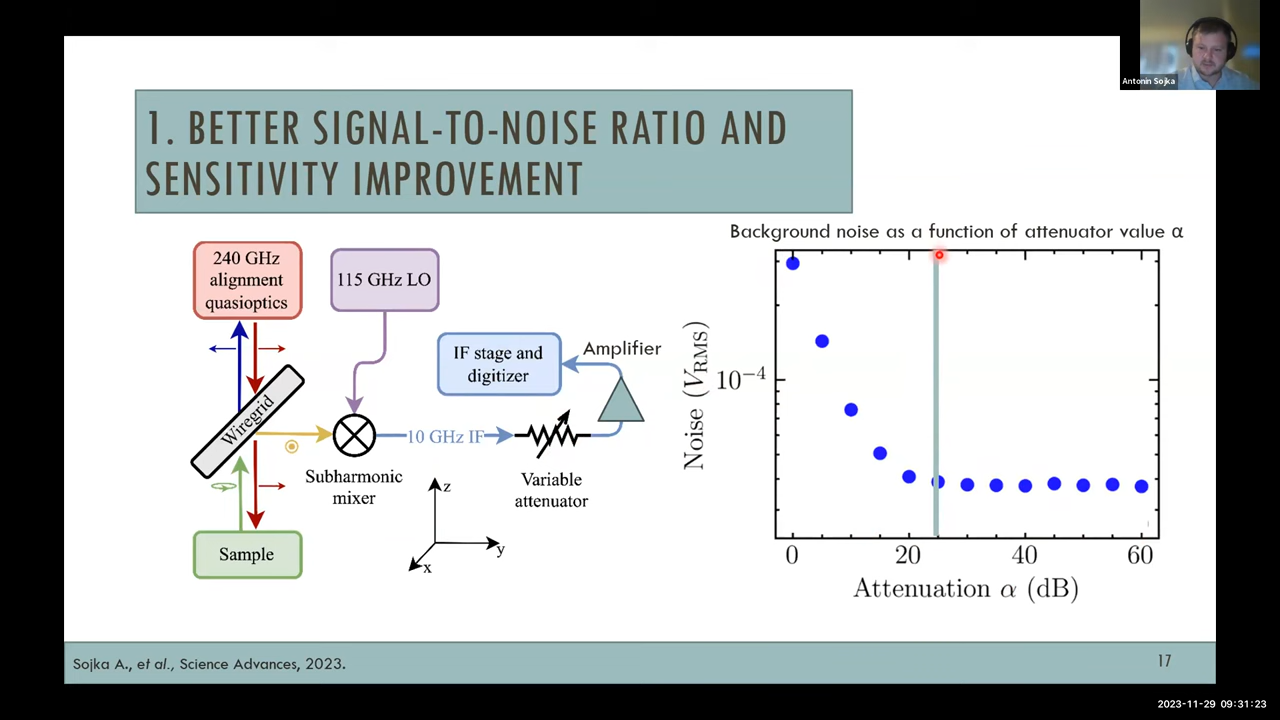 Antonin Sojka
1. BETTER SIGNAL-TO-NOISE RATIO AND
SENSITIVITY IMPROVEMENT
240 GHz
alignment
quasioptics
115 GHz LO
IF stage and
digitizer
Amplifier
Wiregrid
10 GHz IF
Subharmonic
mixer
Variable
attenuator
Sample
z
y
x
Background noise as a function of attenuator value α
Noise (V_RMS)
10⁻⁴
0 20 40 60
Attenuation α (dB)
Sojka A., et al., Science Advances, 2023.
17
2023-11-29 09:31:23